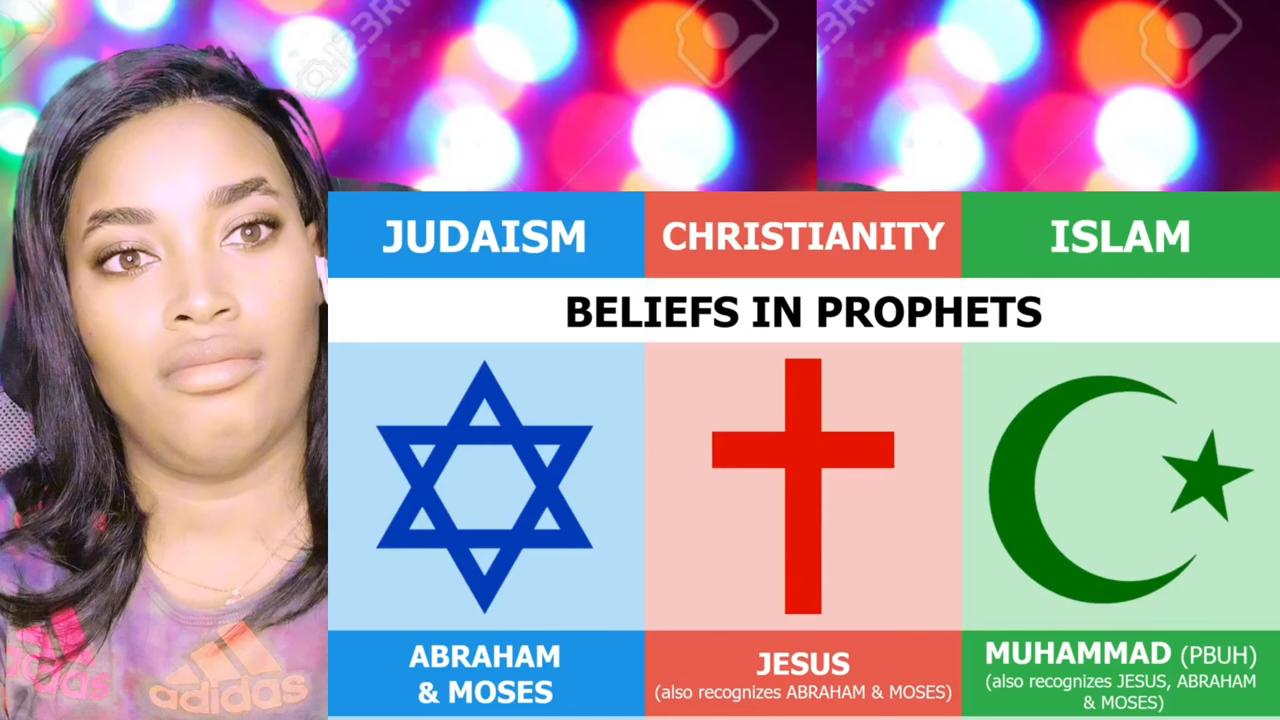 JUDAISM
CHRISTIANITY
ISLAM
BELIEFS IN PROPHETS
ABRAHAM
& MOSES
JESUS
(also recognizes ABRAHAM & MOSES)
MUHAMMAD (PBUH)
(also recognizes JESUS, ABRAHAM
& MOSES)
adidas
adidas